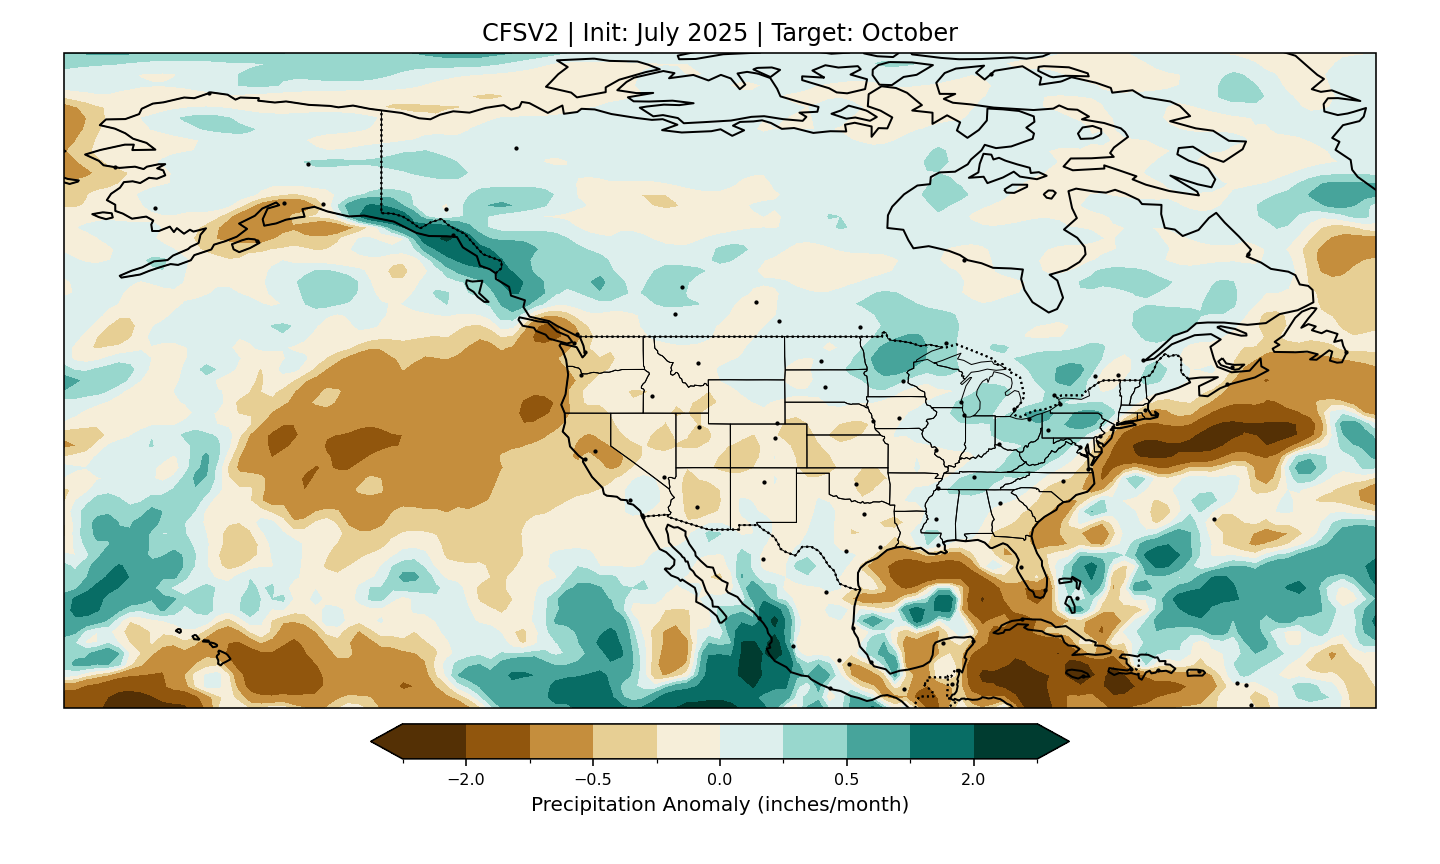 CFSV2 | Init: July 2025 | Target: October
−2.0 −0.5 0.0 0.5 2.0
Precipitation Anomaly (inches/month)